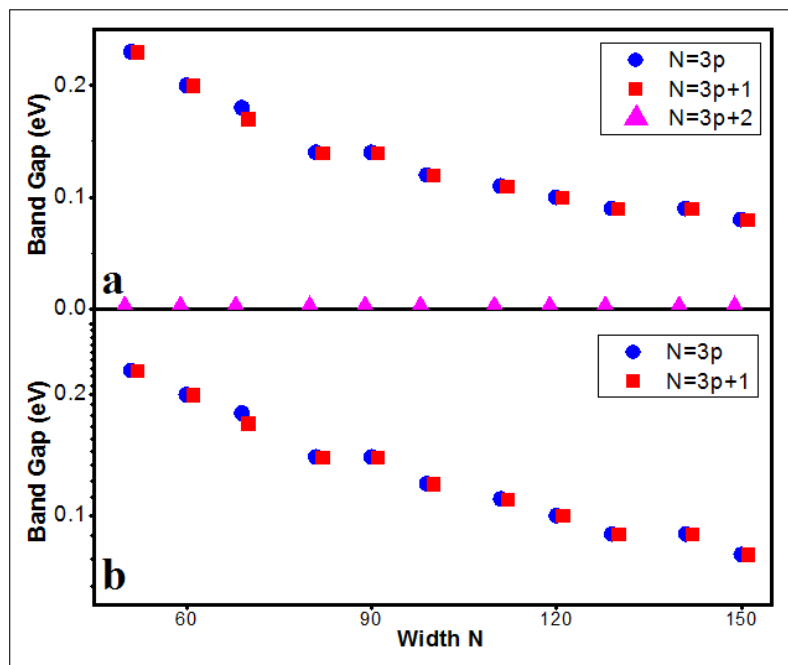 N=3p
N=3p+1
N=3p+2
Band Gap (eV)
0.2
0.1
0.0
a
N=3p
N=3p+1
Band Gap (eV)
0.2
0.1
b
60
90
120
150
Width N